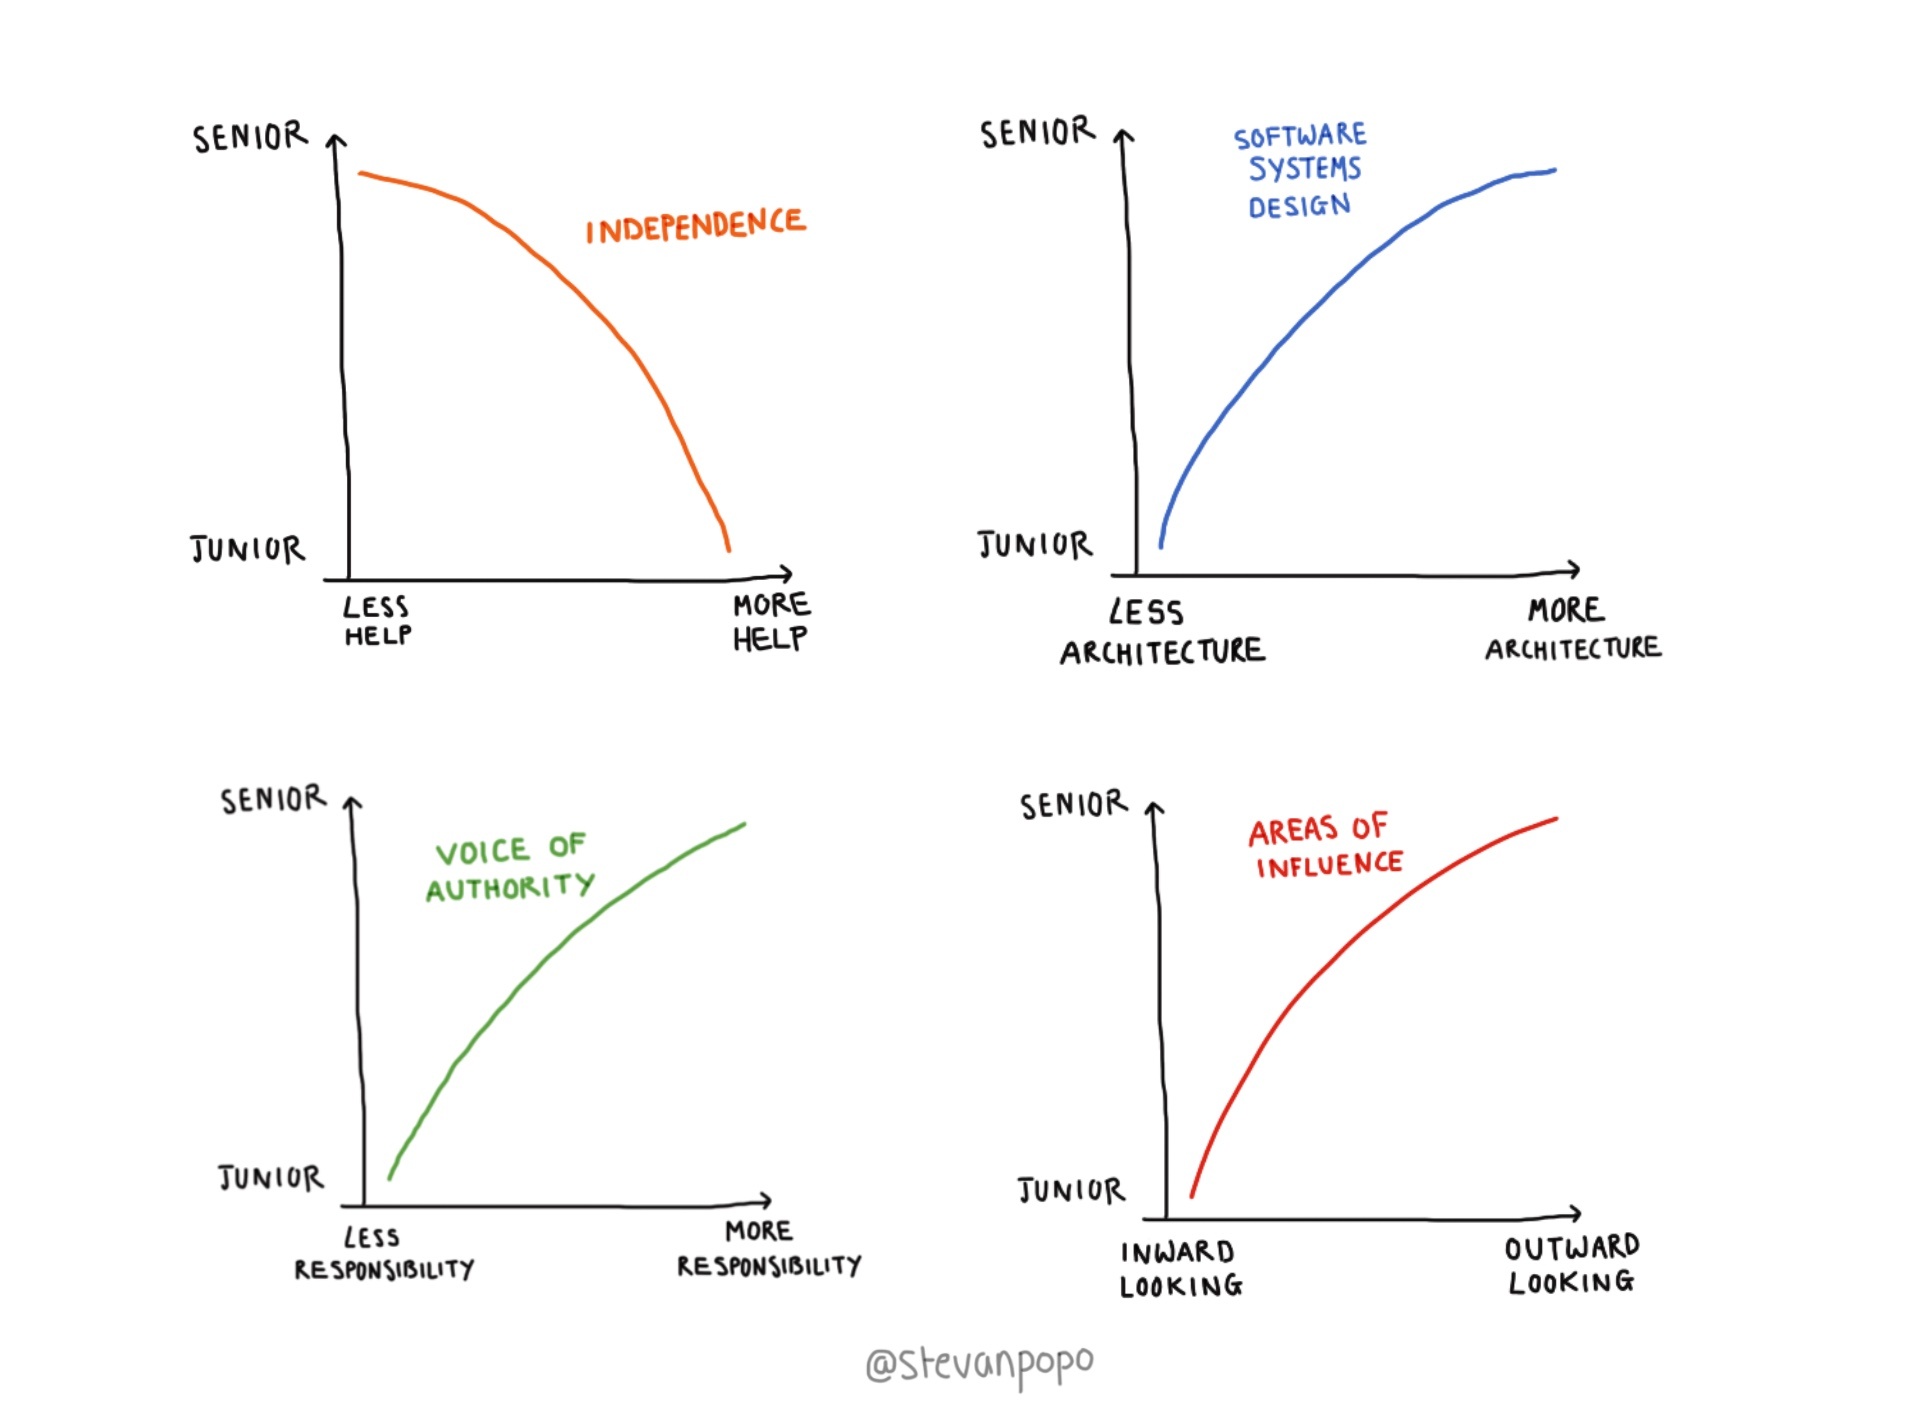 SENIOR
INDEPENDENCE
JUNIOR
LESS
HELP
MORE
HELP
SENIOR
SOFTWARE
SYSTEMS
DESIGN
JUNIOR
LESS
ARCHITECTURE
MORE
ARCHITECTURE
SENIOR
VOICE OF
AUTHORITY
JUNIOR
LESS
RESPONSIBILITY
MORE
RESPONSIBILITY
SENIOR
AREAS OF
INFLUENCE
JUNIOR
INWARD
LOOKING
OUTWARD
LOOKING
@stevanpopo